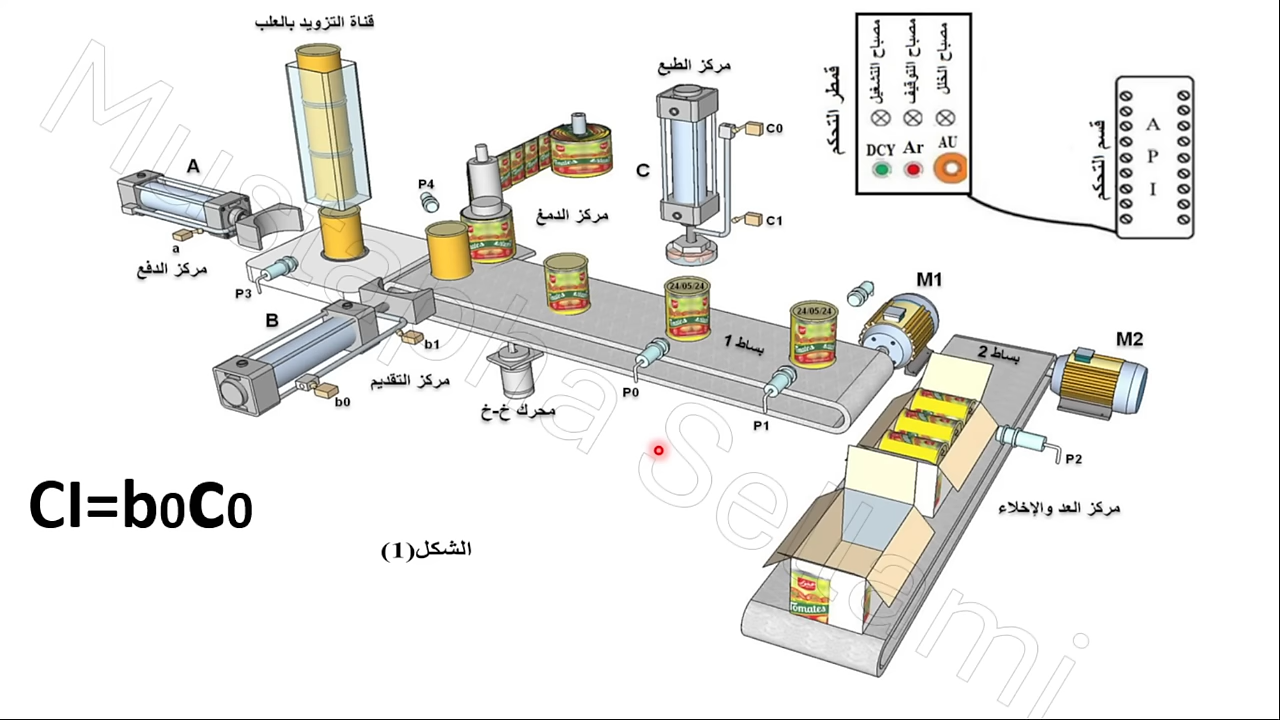 قناة التزويد بالعلب
مركز الطبع
قمطر التحكم
مصباح التشغيل
مصباح التوقيف
مصباح الخلل
DCY
Ar
AU
قسم التحكم
A
P
I
A
a
مركز الدفع
P4
مركز الدمغ
C
C0
C1
P3
B
b1
b0
مركز التقديم
محرك خ-خ
24/05/24
24/05/24
بساط 1
P0
P1
M1
بساط 2
M2
P2
مركز العد والإخلاء
Tomates
CI=b0c0
الشكل(1)
Mustapha Selami